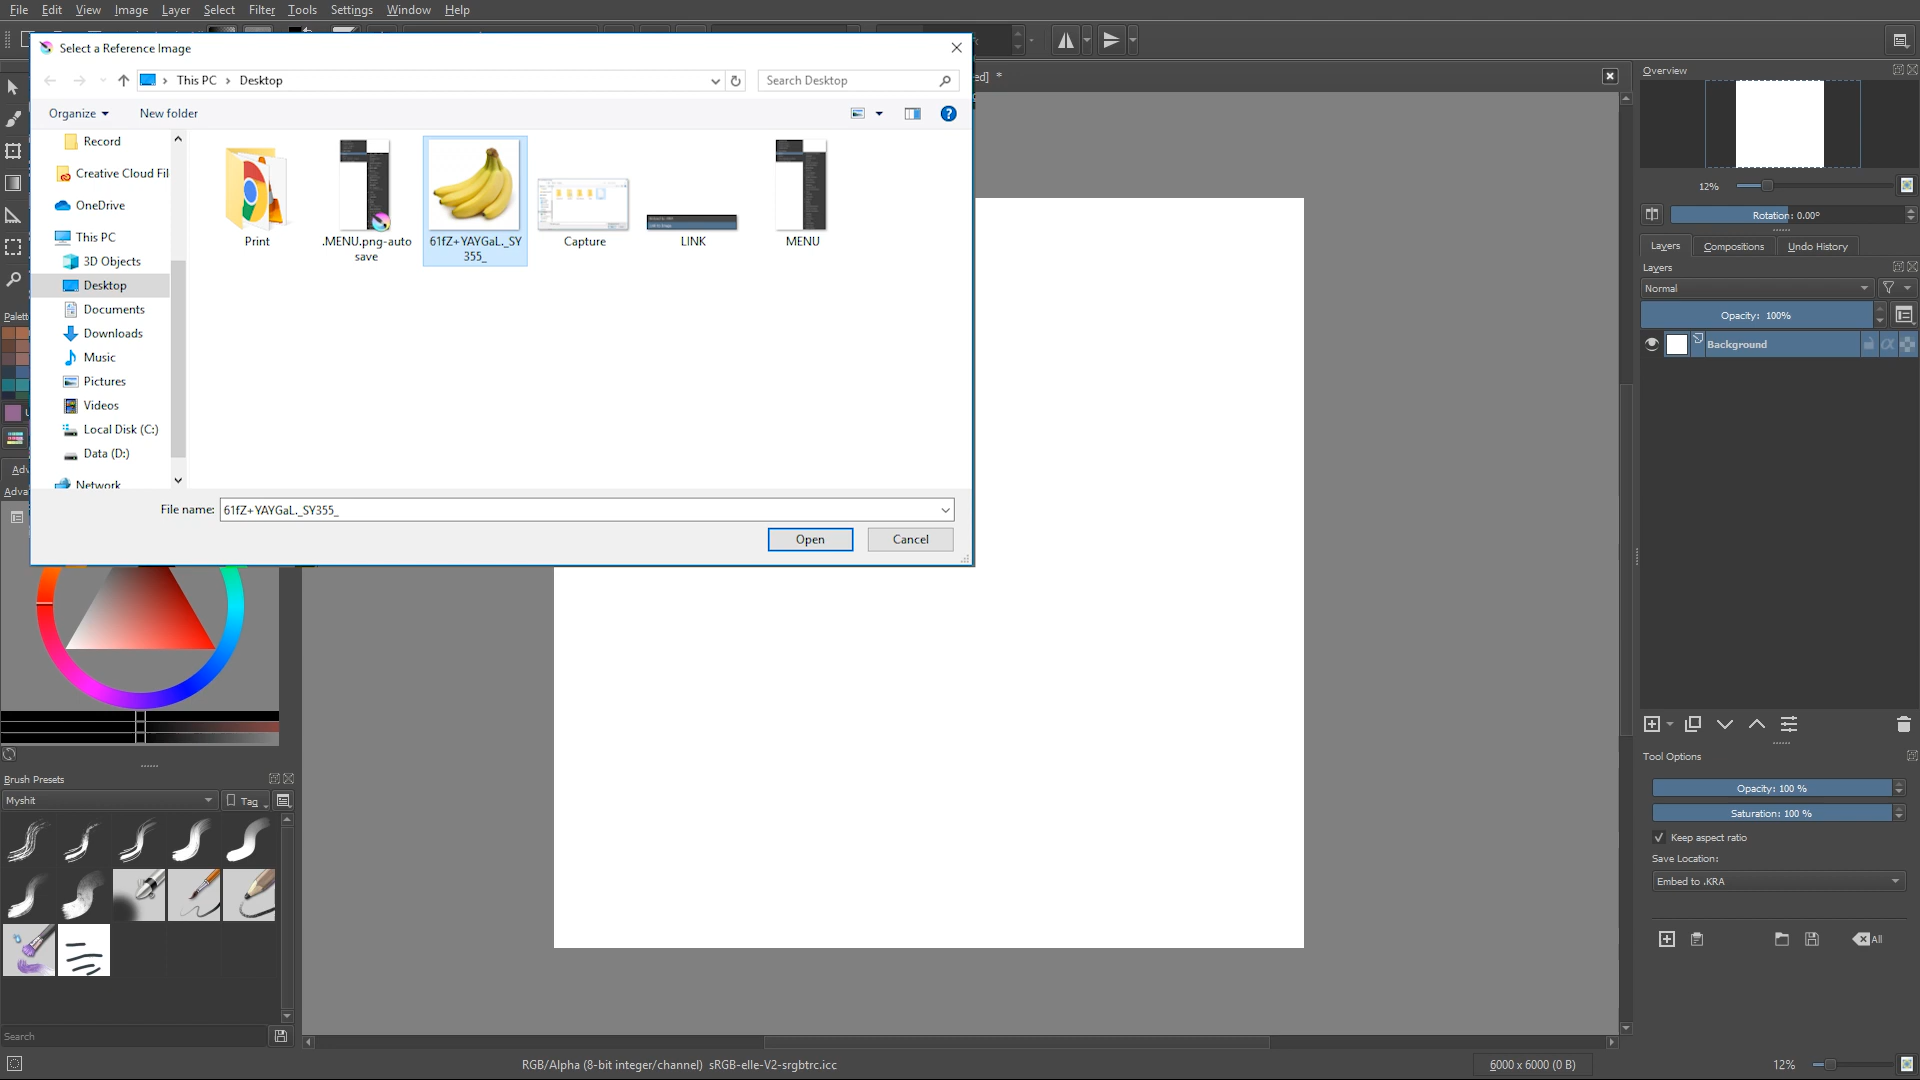 File Edit View Image Layer Select Filter Tools Settings Window Help
Select a Reference Image
This PC › Desktop
Search Desktop
Organize
New folder
Record
Creative Cloud Fil
OneDrive
This PC
3D Objects
Desktop
Documents
Downloads
Music
Pictures
Videos
Local Disk (C:)
Data (D:)
Network
Print
.MENU.png-auto
save
61fZ+YAYGaL._SY
355_
Capture
LINK
MENU
File name: 61fZ+YAYGaL._SY355_
Open
Cancel
ed] *
Palett
Adv
Adva
Brush Presets
Myshit
Tag
Search
RGB/Alpha (8-bit integer/channel) sRGB-elle-V2-srgbtrc.icc
6000 x 6000 (0 B)
12%
Overview
12%
Rotation: 0.00°
Layers
Compositions
Undo History
Layers
Normal
Opacity: 100%
Background
Tool Options
Opacity: 100 %
Saturation: 100 %
Keep aspect ratio
Save Location:
Embed to .KRA
All